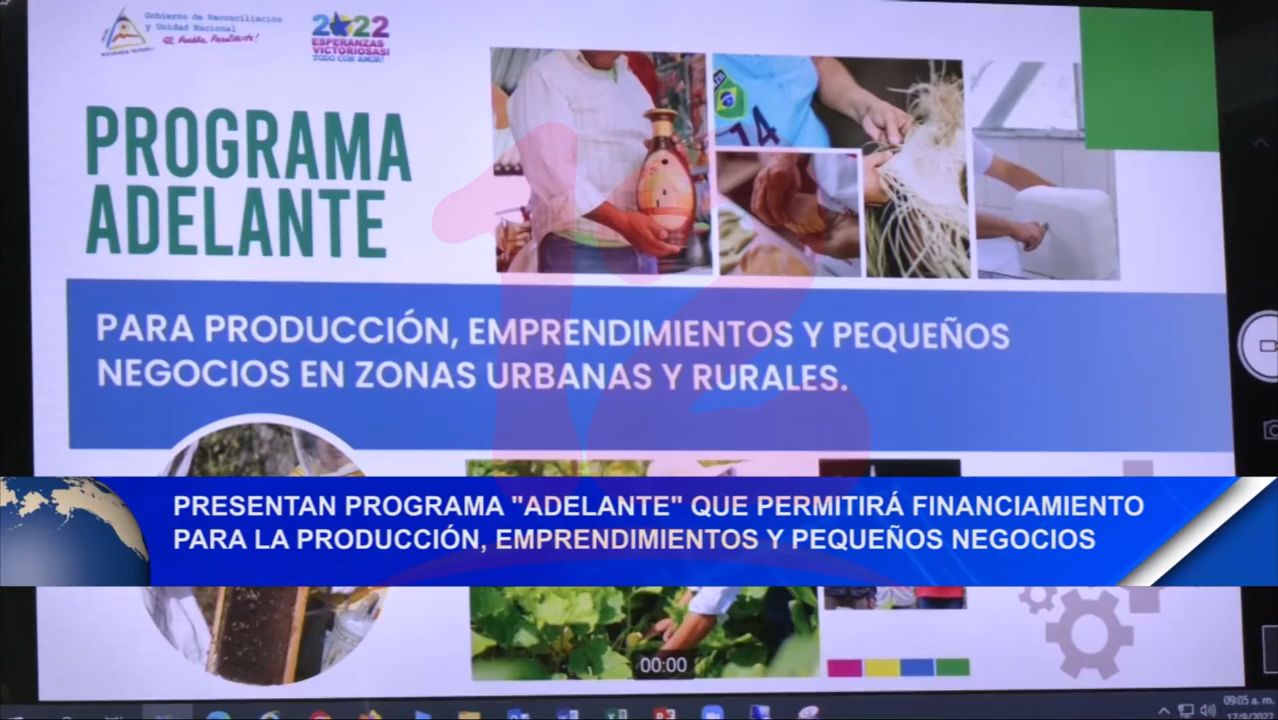 Gobierno de Reconciliación
y Unidad Nacional
El Pueblo, Presidente!
2022
ESPERANZAS
VICTORIOSAS!
TODO CON AMOR!
PROGRAMA
ADELANTE
14
PARA PRODUCCIÓN, EMPRENDIMIENTOS Y PEQUEÑOS
NEGOCIOS EN ZONAS URBANAS Y RURALES.
12
PRESENTAN PROGRAMA "ADELANTE" QUE PERMITIRÁ FINANCIAMIENTO
PARA LA PRODUCCIÓN, EMPRENDIMIENTOS Y PEQUEÑOS NEGOCIOS
00:00
09:05 a. m.